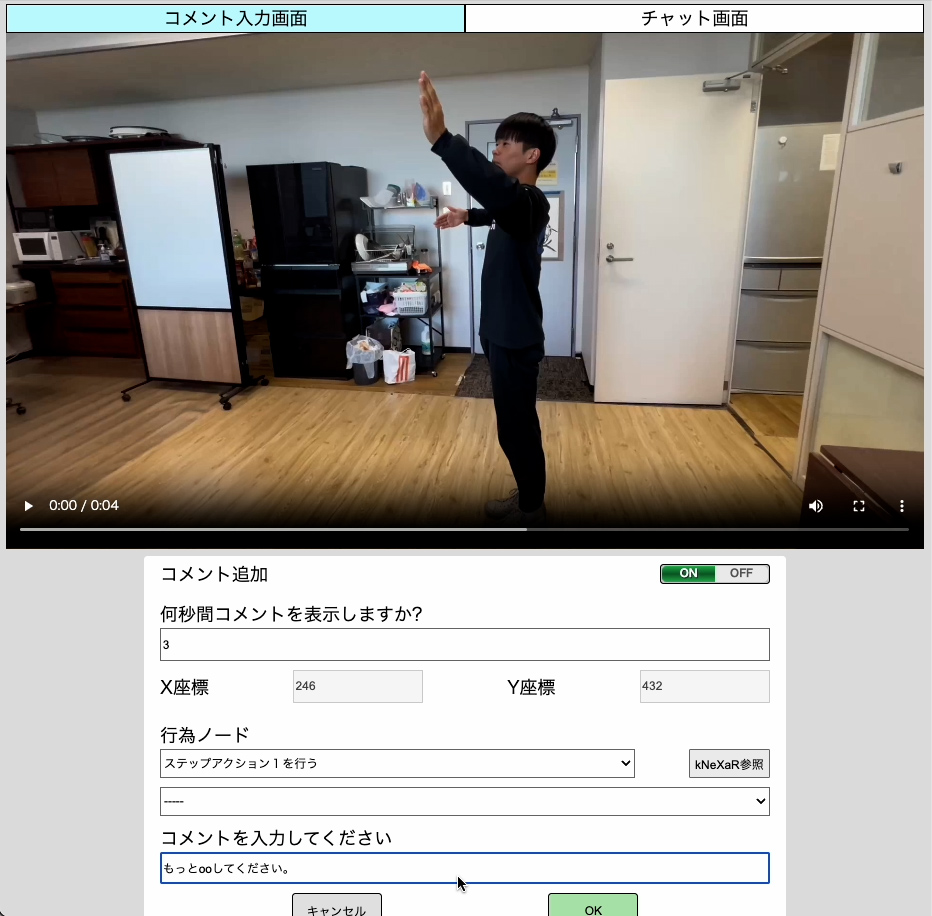 コメント入力画面
チャット画面
0:00 / 0:04
コメント追加
ON OFF
何秒間コメントを表示しますか?
3
X座標 246 Y座標 432
行為ノード
ステップアクション１を行う kNeXaR参照
-----
コメントを入力してください
もっとooしてください。
キャンセル OK